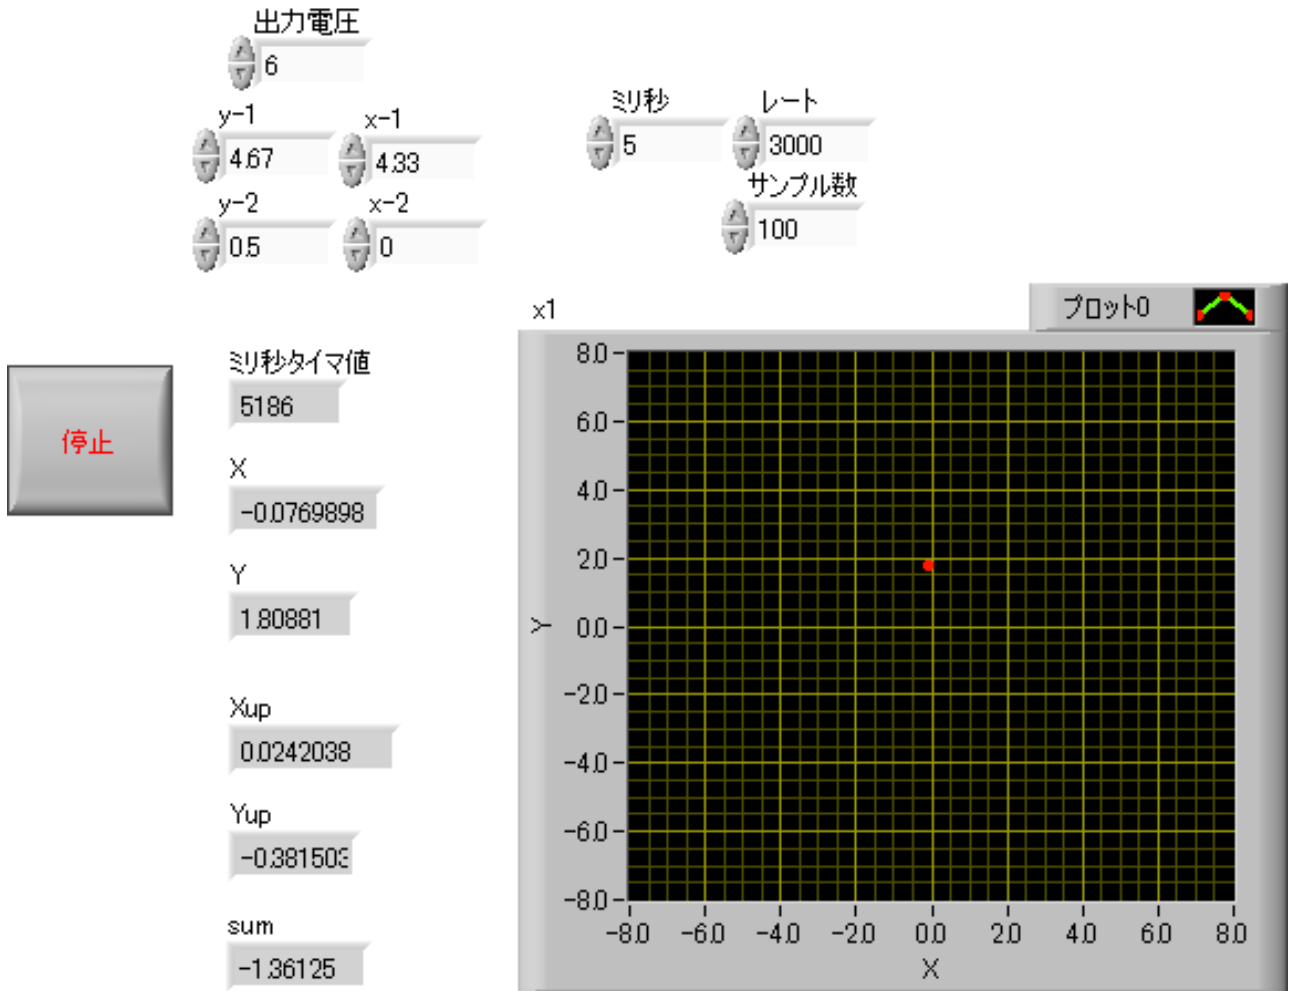 出力電圧
6
y-1
4.67
x-1
4.33
y-2
0.5
x-2
0
ミリ秒
5
レート
3000
サンプル数
100
停止
ミリ秒タイマ値
5186
X
-0.0769898
Y
1.80881
Xup
0.0242038
Yup
-0.381503
sum
-1.36125
x1
プロット0
8.0
6.0
4.0
2.0
0.0
-2.0
-4.0
-6.0
-8.0
Y
-8.0 -6.0 -4.0 -2.0 0.0 2.0 4.0 6.0 8.0
X